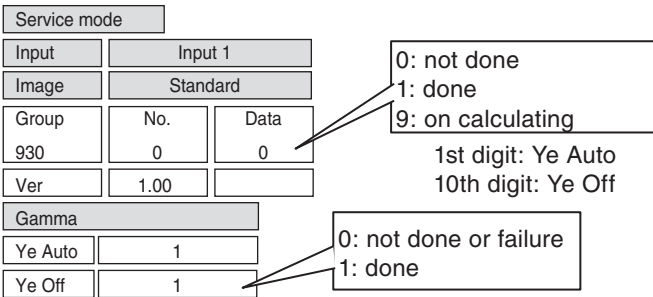 Service mode
Input Input 1
Image Standard
Group No. Data
930 0 0
Ver 1.00
0: not done
1: done
9: on calculating
1st digit: Ye Auto
10th digit: Ye Off
Gamma
Ye Auto 1
Ye Off 1
0: not done or failure
1: done